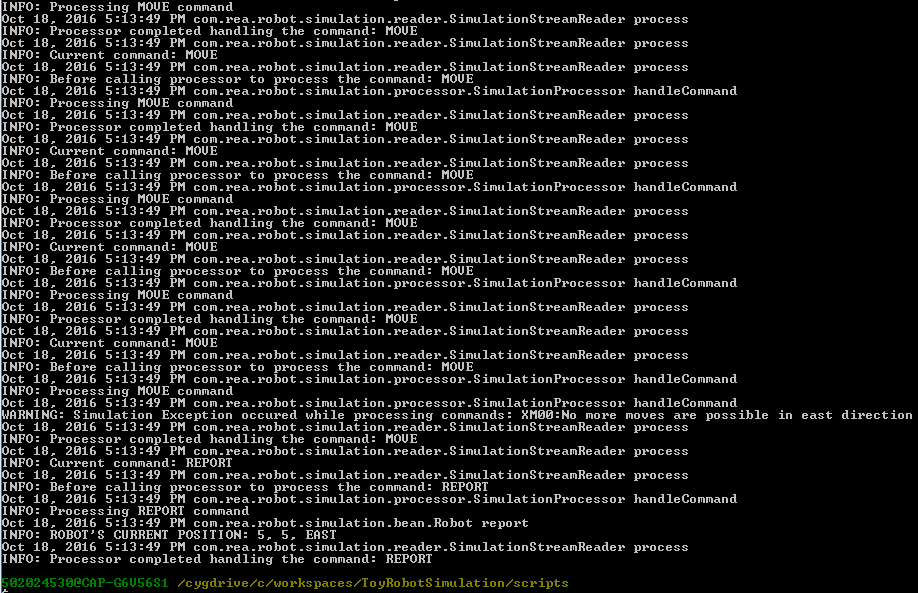 INFO: Processing MOVE command
Oct 18, 2016 5:13:49 PM com.rea.robot.simulation.reader.SimulationStreamReader process
INFO: Processor completed handling the command: MOVE
Oct 18, 2016 5:13:49 PM com.rea.robot.simulation.reader.SimulationStreamReader process
INFO: Current command: MOVE
Oct 18, 2016 5:13:49 PM com.rea.robot.simulation.reader.SimulationStreamReader process
INFO: Before calling processor to process the command: MOVE
Oct 18, 2016 5:13:49 PM com.rea.robot.simulation.processor.SimulationProcessor handleCommand
INFO: Processing MOVE command
Oct 18, 2016 5:13:49 PM com.rea.robot.simulation.reader.SimulationStreamReader process
INFO: Processor completed handling the command: MOVE
Oct 18, 2016 5:13:49 PM com.rea.robot.simulation.reader.SimulationStreamReader process
INFO: Current command: MOVE
Oct 18, 2016 5:13:49 PM com.rea.robot.simulation.reader.SimulationStreamReader process
INFO: Before calling processor to process the command: MOVE
Oct 18, 2016 5:13:49 PM com.rea.robot.simulation.processor.SimulationProcessor handleCommand
INFO: Processing MOVE command
Oct 18, 2016 5:13:49 PM com.rea.robot.simulation.reader.SimulationStreamReader process
INFO: Processor completed handling the command: MOVE
Oct 18, 2016 5:13:49 PM com.rea.robot.simulation.reader.SimulationStreamReader process
INFO: Current command: MOVE
Oct 18, 2016 5:13:49 PM com.rea.robot.simulation.reader.SimulationStreamReader process
INFO: Before calling processor to process the command: MOVE
Oct 18, 2016 5:13:49 PM com.rea.robot.simulation.processor.SimulationProcessor handleCommand
INFO: Processing MOVE command
Oct 18, 2016 5:13:49 PM com.rea.robot.simulation.reader.SimulationStreamReader process
INFO: Processor completed handling the command: MOVE
Oct 18, 2016 5:13:49 PM com.rea.robot.simulation.reader.SimulationStreamReader process
INFO: Current command: MOVE
Oct 18, 2016 5:13:49 PM com.rea.robot.simulation.reader.SimulationStreamReader process
INFO: Before calling processor to process the command: MOVE
Oct 18, 2016 5:13:49 PM com.rea.robot.simulation.processor.SimulationProcessor handleCommand
INFO: Processing MOVE command
Oct 18, 2016 5:13:49 PM com.rea.robot.simulation.processor.SimulationProcessor handleCommand
WARNING: Simulation Exception occured while processing commands: XM00:No more moves are possible in east direction
Oct 18, 2016 5:13:49 PM com.rea.robot.simulation.reader.SimulationStreamReader process
INFO: Processor completed handling the command: MOVE
Oct 18, 2016 5:13:49 PM com.rea.robot.simulation.reader.SimulationStreamReader process
INFO: Current command: REPORT
Oct 18, 2016 5:13:49 PM com.rea.robot.simulation.reader.SimulationStreamReader process
INFO: Before calling processor to process the command: REPORT
Oct 18, 2016 5:13:49 PM com.rea.robot.simulation.processor.SimulationProcessor handleCommand
INFO: Processing REPORT command
Oct 18, 2016 5:13:49 PM com.rea.robot.simulation.bean.Robot report
INFO: ROBOT'S CURRENT POSITION: 5, 5, EAST
Oct 18, 2016 5:13:49 PM com.rea.robot.simulation.reader.SimulationStreamReader process
INFO: Processor completed handling the command: REPORT
502024530@CAP-G6V56S1 /cygdrive/c/workspaces/ToyRobotSimulation/scripts